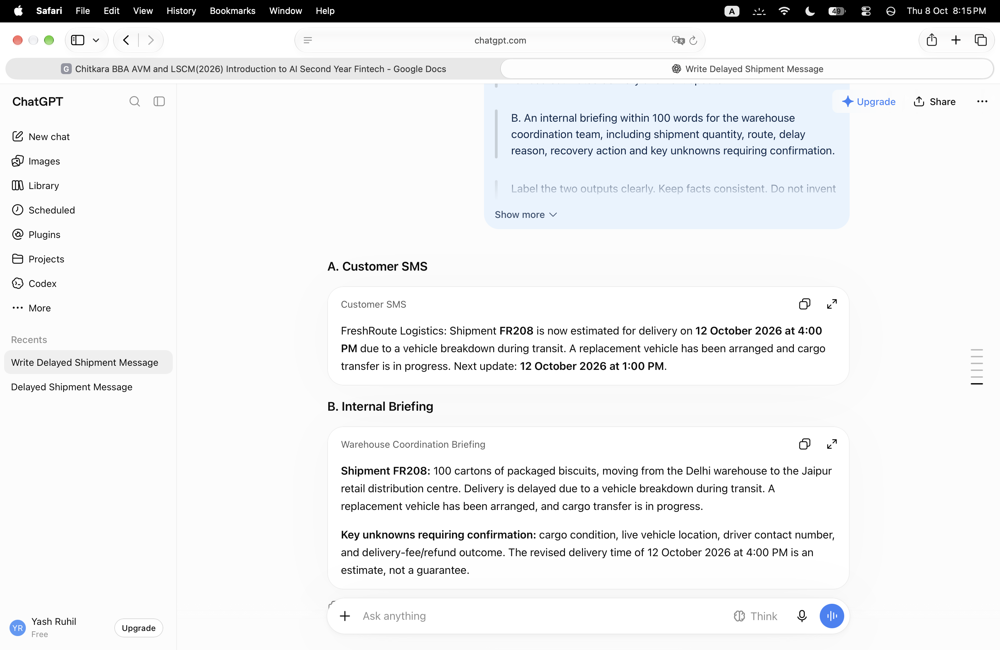 Safari File Edit View History Bookmarks Window Help
A 49 Thu 8 Oct 8:15 PM
chatgpt.com
G Chitkara BBA AVM and LSCM(2026) Introduction to AI Second Year Fintech - Google Docs
Write Delayed Shipment Message
ChatGPT
New chat
Images
Library
Scheduled
Plugins
Projects
Codex
More
Recents
Write Delayed Shipment Message
Delayed Shipment Message
YR Yash Ruhil
Free
Upgrade
Upgrade
Share
B. An internal briefing within 100 words for the warehouse
coordination team, including shipment quantity, route, delay
reason, recovery action and key unknowns requiring confirmation.
Label the two outputs clearly. Keep facts consistent. Do not invent
Show more
A. Customer SMS
Customer SMS
FreshRoute Logistics: Shipment FR208 is now estimated for delivery on 12 October 2026 at 4:00
PM due to a vehicle breakdown during transit. A replacement vehicle has been arranged and cargo
transfer is in progress. Next update: 12 October 2026 at 1:00 PM.
B. Internal Briefing
Warehouse Coordination Briefing
Shipment FR208: 100 cartons of packaged biscuits, moving from the Delhi warehouse to the Jaipur
retail distribution centre. Delivery is delayed due to a vehicle breakdown during transit. A
replacement vehicle has been arranged, and cargo transfer is in progress.
Key unknowns requiring confirmation: cargo condition, live vehicle location, driver contact number,
and delivery-fee/refund outcome. The revised delivery time of 12 October 2026 at 4:00 PM is an
estimate, not a guarantee.
Ask anything
Think